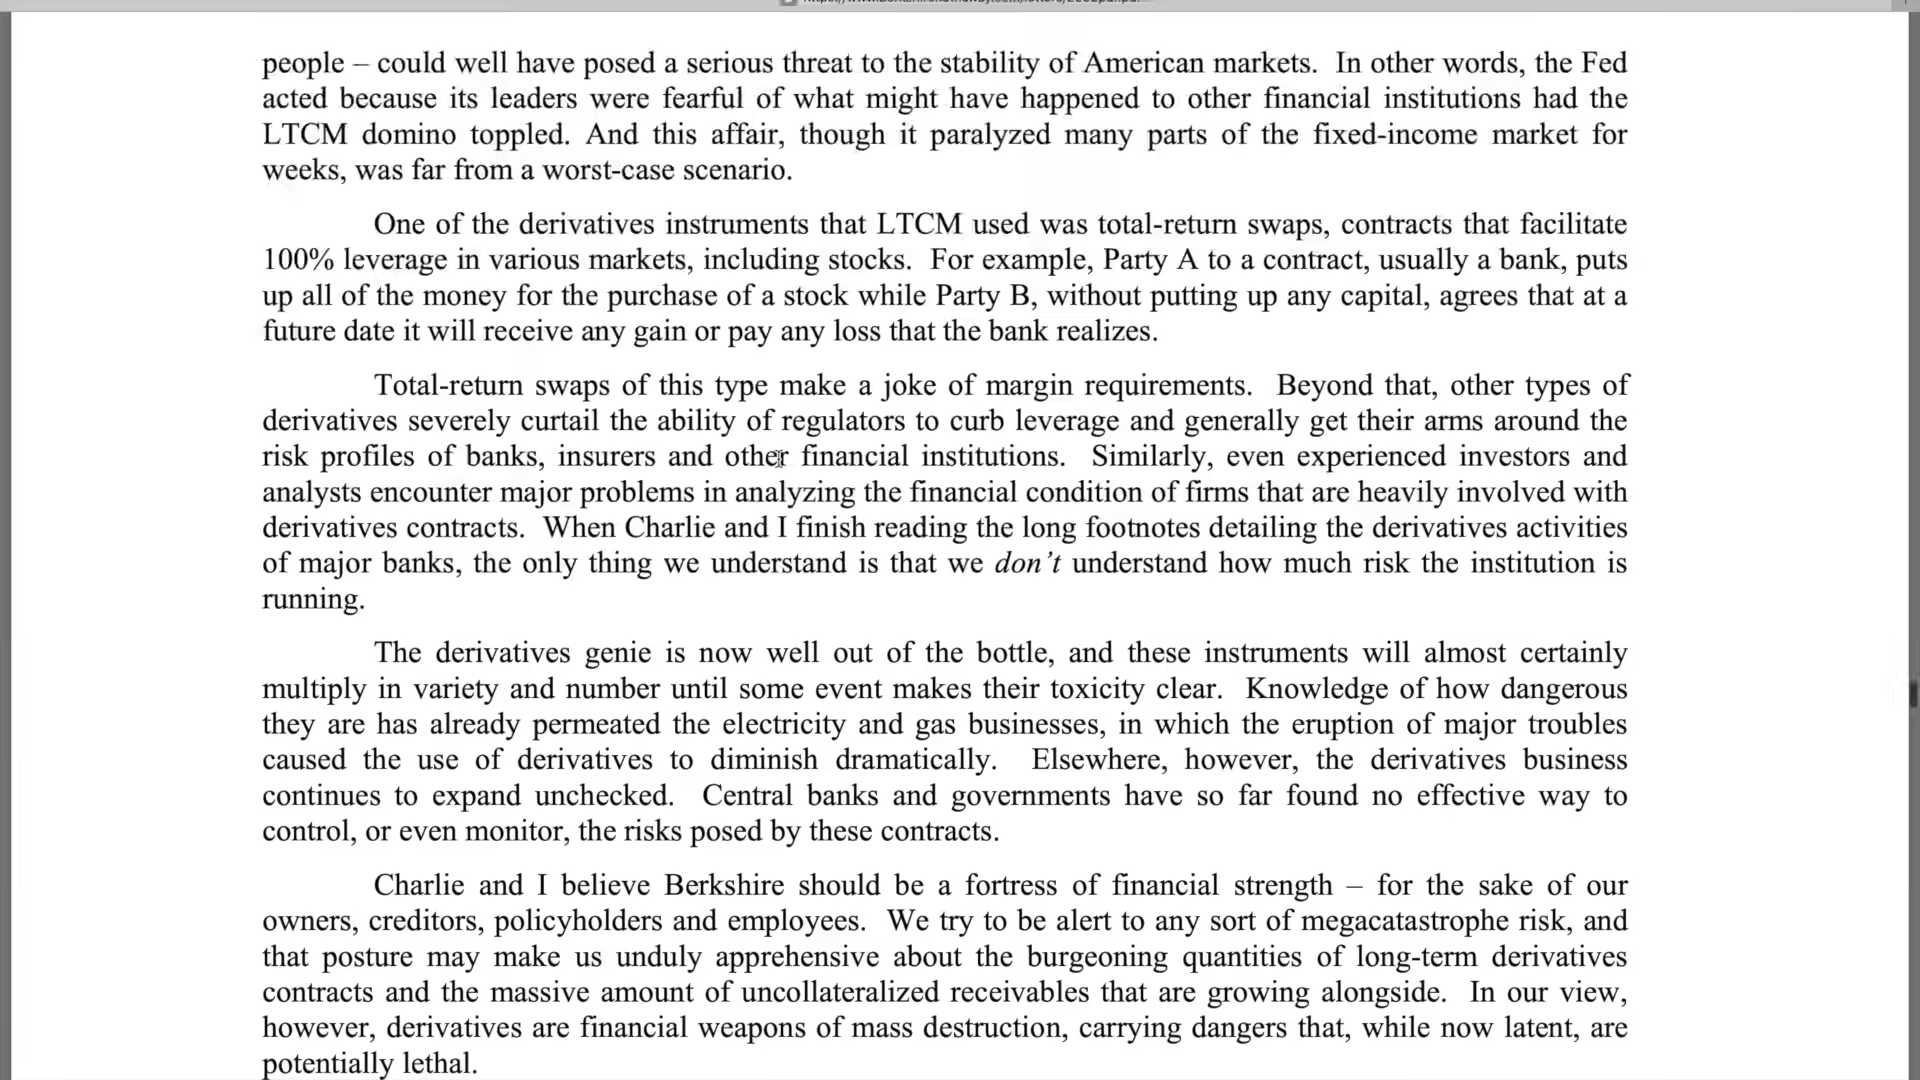 people – could well have posed a serious threat to the stability of American markets.  In other words, the Fed
acted because its leaders were fearful of what might have happened to other financial institutions had the
LTCM domino toppled. And this affair, though it paralyzed many parts of the fixed-income market for
weeks, was far from a worst-case scenario.
One of the derivatives instruments that LTCM used was total-return swaps, contracts that facilitate
100% leverage in various markets, including stocks.  For example, Party A to a contract, usually a bank, puts
up all of the money for the purchase of a stock while Party B, without putting up any capital, agrees that at a
future date it will receive any gain or pay any loss that the bank realizes.
Total-return swaps of this type make a joke of margin requirements.  Beyond that, other types of
derivatives severely curtail the ability of regulators to curb leverage and generally get their arms around the
risk profiles of banks, insurers and other financial institutions.  Similarly, even experienced investors and
analysts encounter major problems in analyzing the financial condition of firms that are heavily involved with
derivatives contracts.  When Charlie and I finish reading the long footnotes detailing the derivatives activities
of major banks, the only thing we understand is that we don’t understand how much risk the institution is
running.
The derivatives genie is now well out of the bottle, and these instruments will almost certainly
multiply in variety and number until some event makes their toxicity clear.  Knowledge of how dangerous
they are has already permeated the electricity and gas businesses, in which the eruption of major troubles
caused the use of derivatives to diminish dramatically.  Elsewhere, however, the derivatives business
continues to expand unchecked.  Central banks and governments have so far found no effective way to
control, or even monitor, the risks posed by these contracts.
Charlie and I believe Berkshire should be a fortress of financial strength – for the sake of our
owners, creditors, policyholders and employees.  We try to be alert to any sort of megacatastrophe risk, and
that posture may make us unduly apprehensive about the burgeoning quantities of long-term derivatives
contracts and the massive amount of uncollateralized receivables that are growing alongside.  In our view,
however, derivatives are financial weapons of mass destruction, carrying dangers that, while now latent, are
potentially lethal.